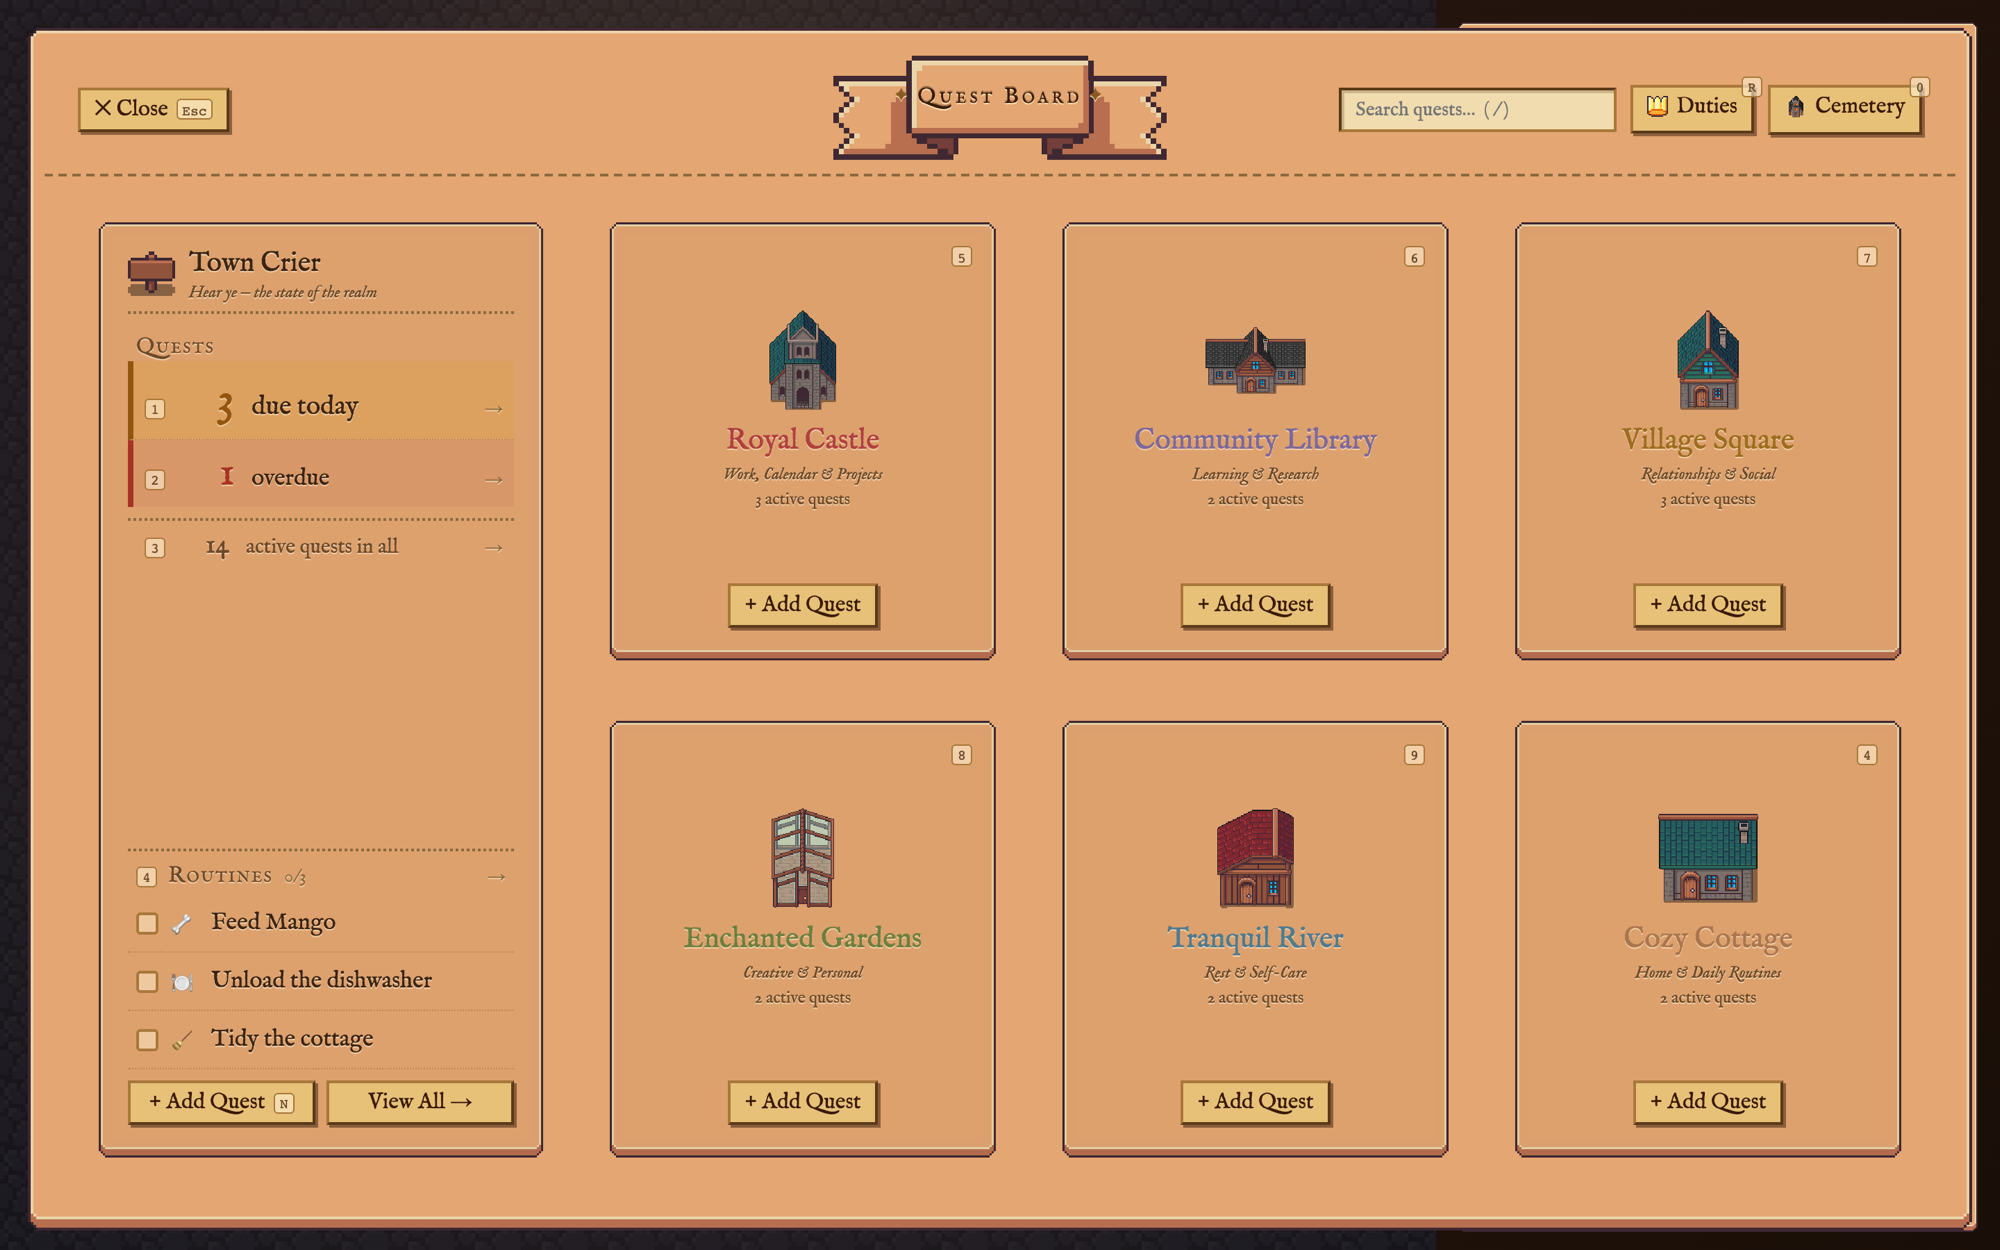 × Close Esc
Quest Board
Search quests... (/)
Duties R
Cemetery 0
Town Crier
Hear ye – the state of the realm
Quests
1 3 due today →
2 1 overdue →
3 14 active quests in all →
4 Routines 0/3 →
Feed Mango
Unload the dishwasher
Tidy the cottage
+ Add Quest N
View All →
5
Royal Castle
Work, Calendar & Projects
3 active quests
+ Add Quest
6
Community Library
Learning & Research
2 active quests
+ Add Quest
7
Village Square
Relationships & Social
3 active quests
+ Add Quest
8
Enchanted Gardens
Creative & Personal
2 active quests
+ Add Quest
9
Tranquil River
Rest & Self-Care
2 active quests
+ Add Quest
4
Cozy Cottage
Home & Daily Routines
2 active quests
+ Add Quest